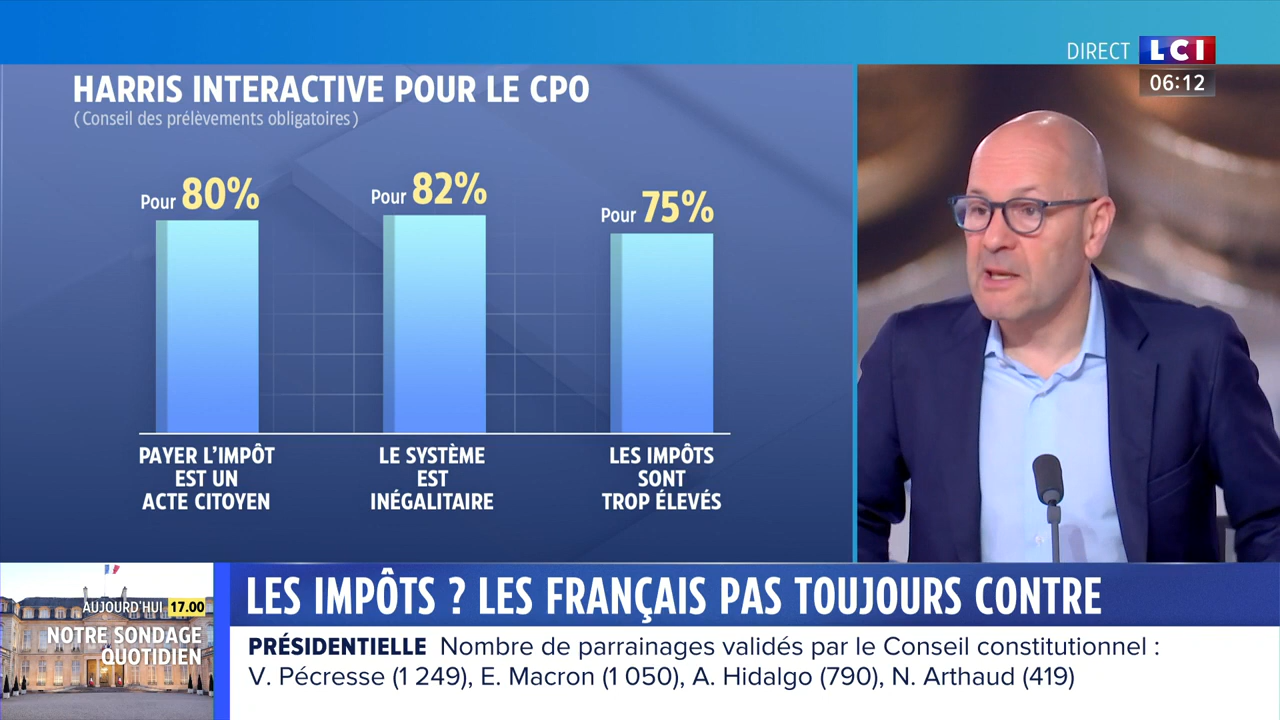 DIRECT LCI
06:12
HARRIS INTERACTIVE POUR LE CPO
(Conseil des prélèvements obligatoires)
Pour 80%
Pour 82%
Pour 75%
PAYER L'IMPÔT
EST UN
ACTE CITOYEN
LE SYSTÈME
EST
INÉGALITAIRE
LES IMPÔTS
SONT
TROP ÉLEVÉS
AUJOURD'HUI 17.00
NOTRE SONDAGE
QUOTIDIEN
LES IMPÔTS ? LES FRANÇAIS PAS TOUJOURS CONTRE
PRÉSIDENTIELLE Nombre de parrainages validés par le Conseil constitutionnel :
V. Pécresse (1 249), E. Macron (1 050), A. Hidalgo (790), N. Arthaud (419)